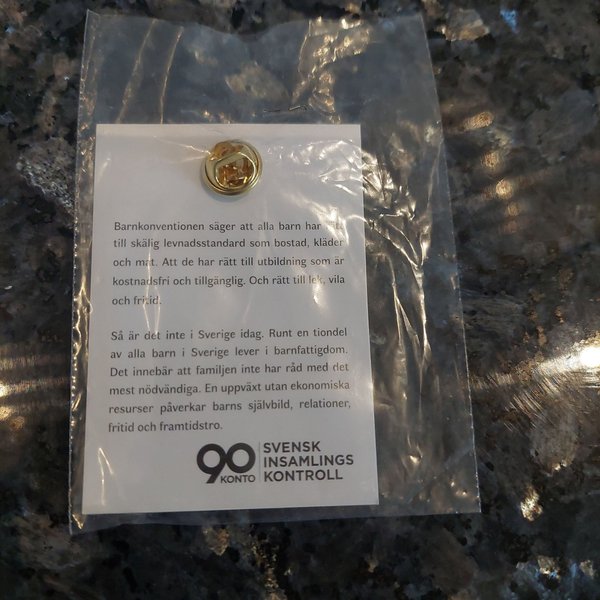 Barnkonventionen säger att alla barn har rätt
till skälig levnadsstandard som bostad, kläder
och mat. Att de har rätt till utbildning som är
kostnadsfri och tillgänglig. Och rätt till lek, vila
och fritid.
Så är det inte i Sverige idag. Runt en tiondel
av alla barn i Sverige lever i barnfattigdom.
Det innebär att familjen inte har råd med det
mest nödvändiga. En uppväxt utan ekonomiska
resurser påverkar barns självbild, relationer,
fritid och framtidstro.
90
KONTO
SVENSK
INSAMLINGS
KONTROLL